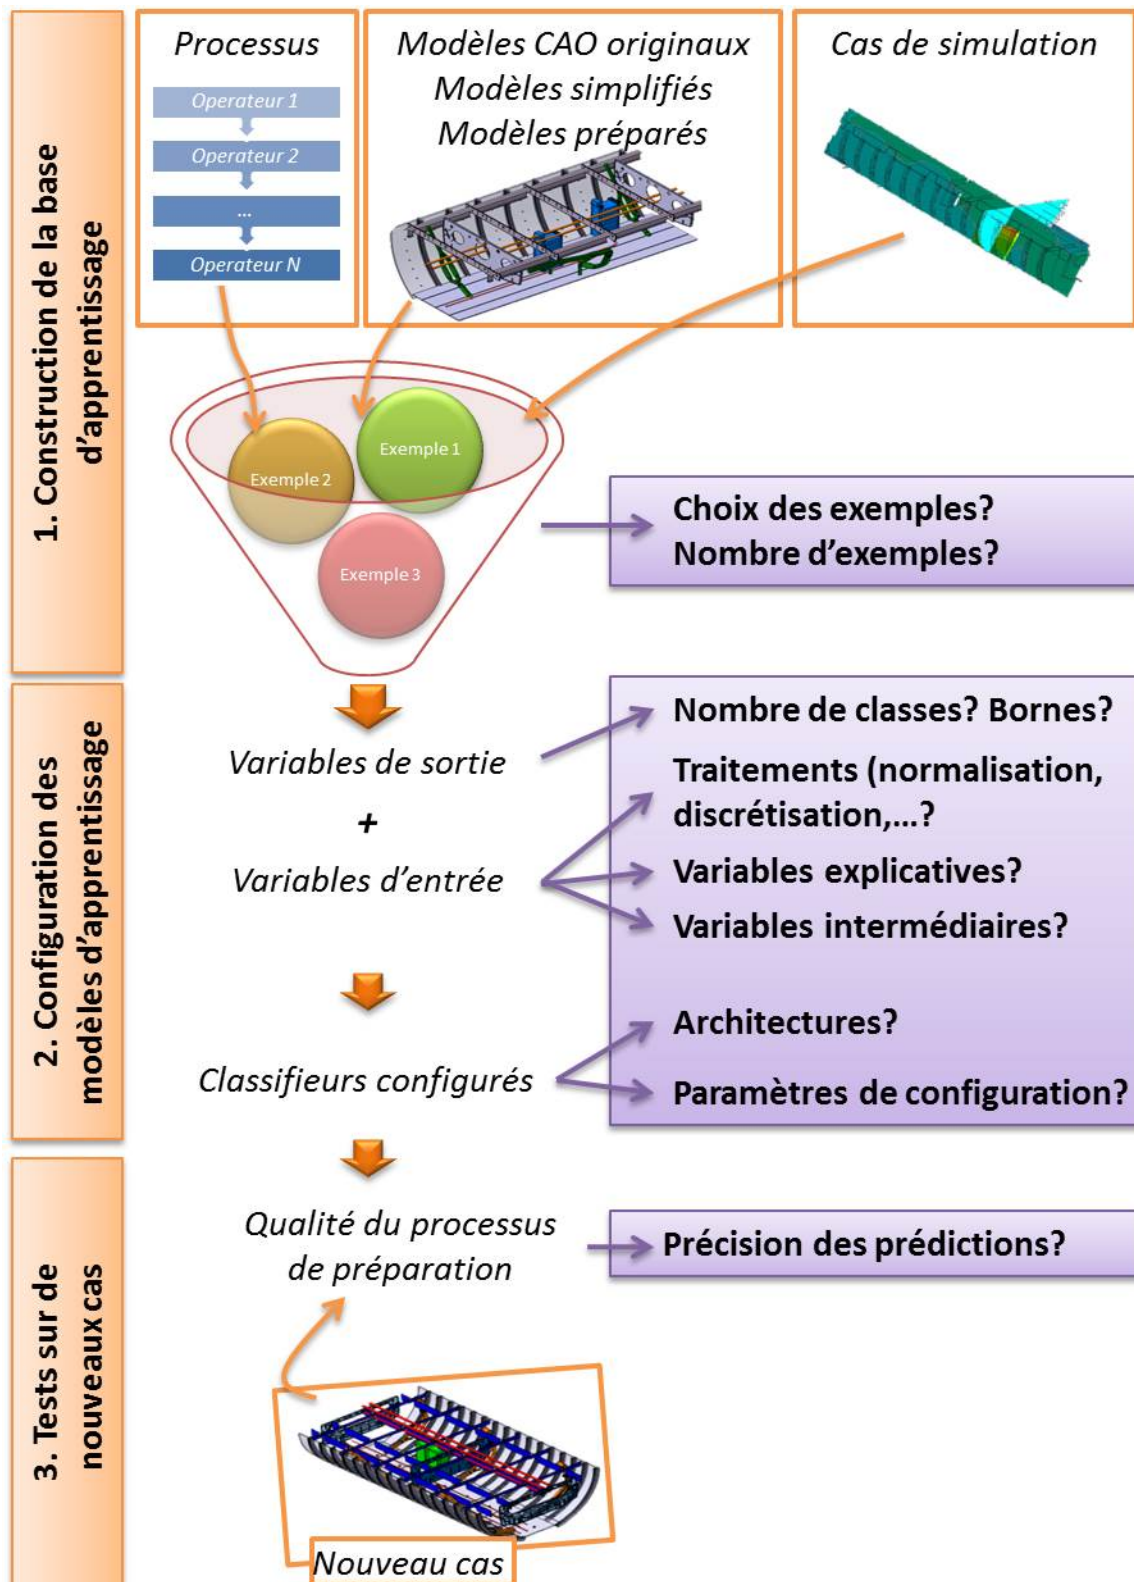 Processus
Operateur 1
Operateur 2
...
Operateur N
Modèles CAO originaux
Modèles simplifiés
Modèles préparés
Cas de simulation
1. Construction de la base
d'apprentissage
Exemple 1
Exemple 2
Exemple 3
Choix des exemples?
Nombre d'exemples?
2. Configuration des
modèles d'apprentissage
Variables de sortie
+
Variables d'entrée
Classifieurs configurés
Nombre de classes? Bornes?
Traitements (normalisation,
discrétisation,...?
Variables explicatives?
Variables intermédiaires?
Architectures?
Paramètres de configuration?
3. Tests sur de
nouveaux cas
Qualité du processus
de préparation
Précision des prédictions?
Nouveau cas